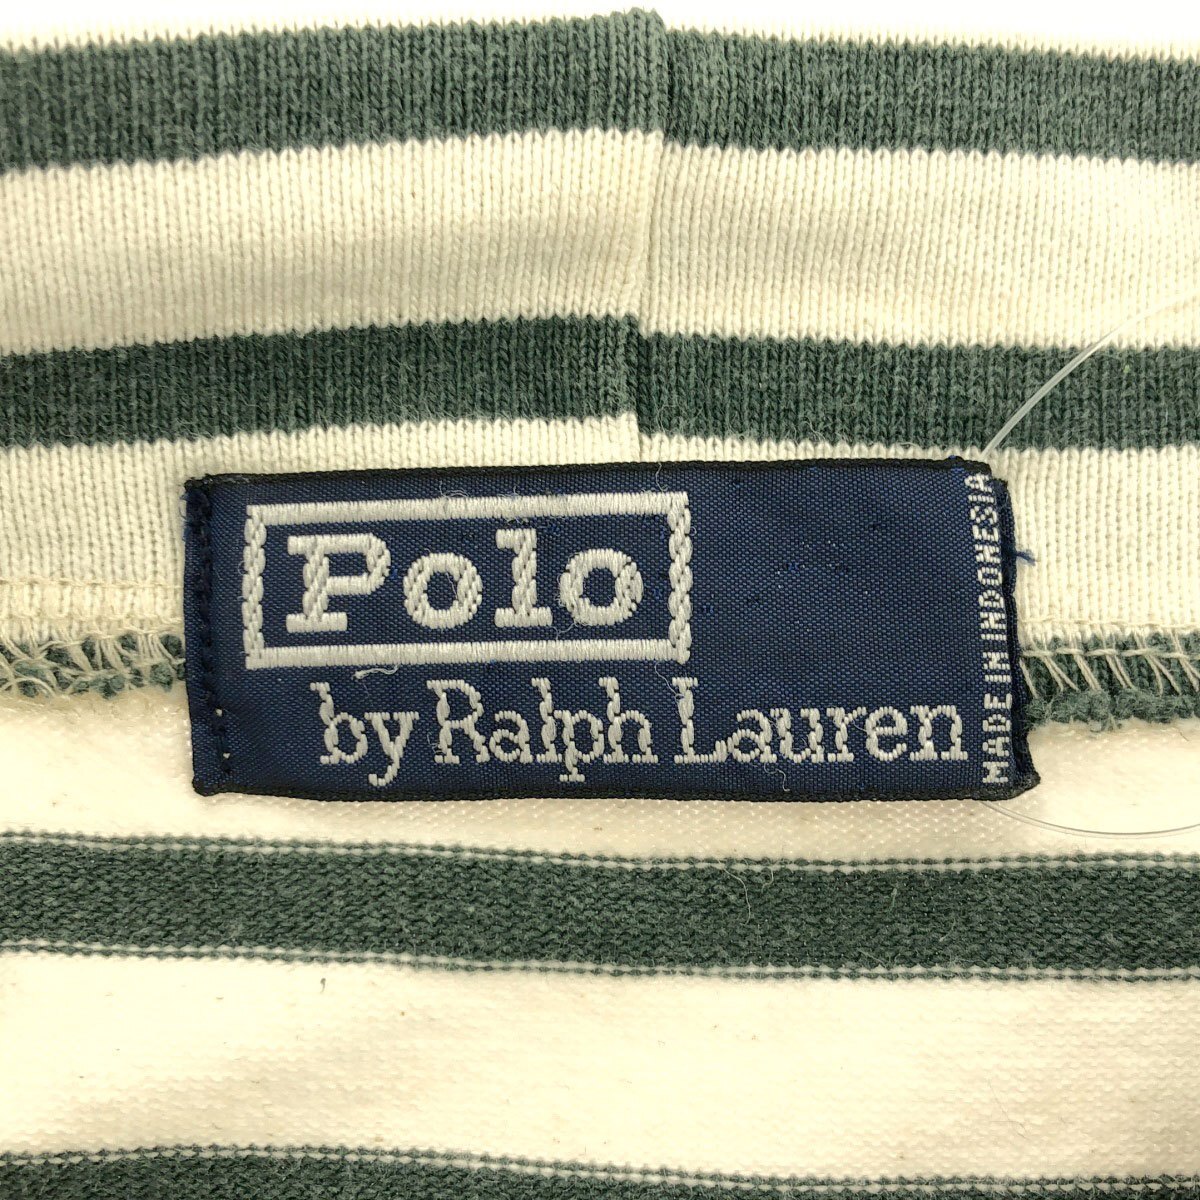 Polo
by Ralph Lauren
MADE IN INDONESIA